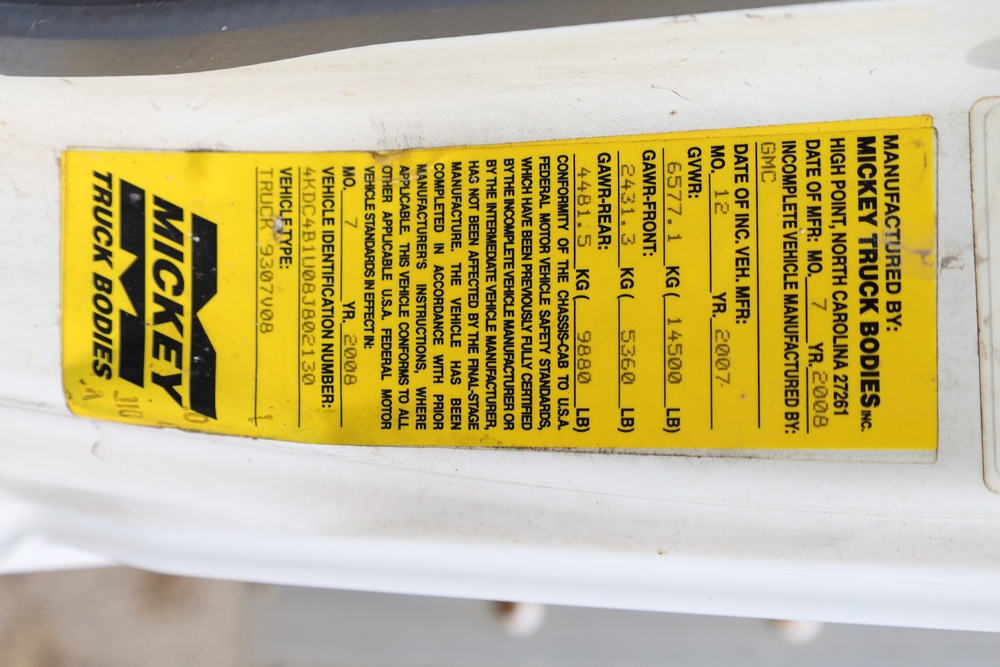 MANUFACTURED BY:
MICKEY TRUCK BODIES INC.
HIGH POINT, NORTH CAROLINA 27261
DATE OF MFR: MO. 7 YR. 2008
INCOMPLETE VEHICLE MANUFACTURED BY:
GMC
DATE OF INC. VEH. MFR:
MO. 12 YR. 2007
GVWR:
6577.1 KG ( 14500 LB)
GAWR-FRONT:
2431.3 KG ( 5360 LB)
GAWR-REAR:
4481.5 KG ( 9880 LB)
CONFORMITY OF THE CHASSIS-CAB TO U.S.A.
FEDERAL MOTOR VEHICLE SAFETY STANDARDS,
WHICH HAVE BEEN PREVIOUSLY FULLY CERTIFIED
BY THE INCOMPLETE VEHICLE MANUFACTURER OR
BY THE INTERMEDIATE VEHICLE MANUFACTURER,
HAS NOT BEEN AFFECTED BY THE FINAL-STAGE
MANUFACTURE. THE VEHICLE HAS BEEN
COMPLETED IN ACCORDANCE WITH PRIOR
MANUFACTURER'S INSTRUCTIONS, WHERE
APPLICABLE. THIS VEHICLE CONFORMS TO ALL
OTHER APPLICABLE U.S.A. FEDERAL MOTOR
VEHICLE STANDARDS IN EFFECT IN:
MO. 7 YR. 2008
VEHICLE IDENTIFICATION NUMBER:
4KDC4B1U08J802130
VEHICLE TYPE:
TRUCK 9307V08
MICKEY
TRUCK BODIES